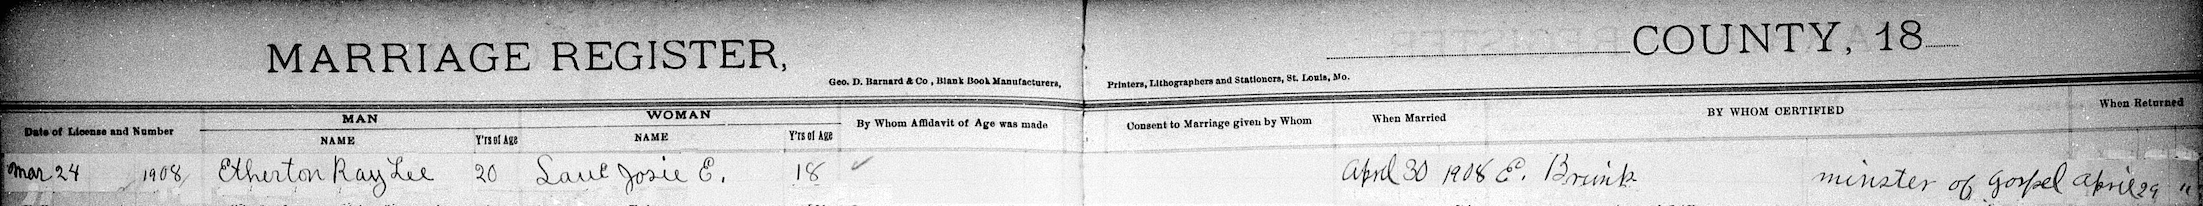 MARRIAGE REGISTER, COUNTY, 18
Geo. D. Barnard & Co, Blank Book Manufacturers, Printers, Lithographers and Stationers, St. Louis, Mo.
Date of License and Number MAN WOMAN By Whom Affidavit of Age was made Consent to Marriage given by Whom When Married BY WHOM CERTIFIED When Returned
NAME Y'rs of Age NAME Y'rs of Age
Mar 24 1908 Etherton Ray Lee 20 Josie E. 18 April 30 1908 E. minister of Gospel April 29 "